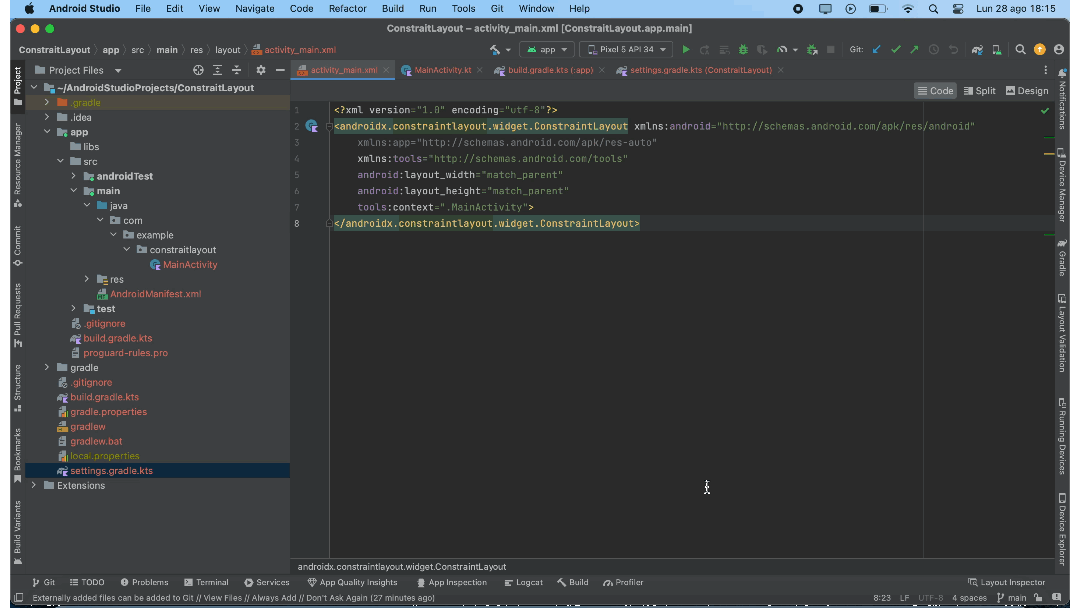 Android Studio File Edit View Navigate Code Refactor Build Run Tools Git Window Help Lun 28 ago 18:15
ConstraitLayout – activity_main.xml [ConstraitLayout.app.main]
ConstraitLayout app src main res layout activity_main.xml app Pixel 5 API 34 Git:
Project Files activity_main.xml MainActivity.kt build.gradle.kts (:app) settings.gradle.kts (ConstraitLayout)
Code Split Design
~/AndroidStudioProjects/ConstraitLayout
.gradle
.idea
app
libs
src
androidTest
main
java
com
example
constraitlayout
MainActivity
res
AndroidManifest.xml
test
.gitignore
build.gradle.kts
proguard-rules.pro
gradle
.gitignore
build.gradle.kts
gradle.properties
gradlew
gradlew.bat
local.properties
settings.gradle.kts
Extensions
1 <?xml version="1.0" encoding="utf-8"?>
2 <androidx.constraintlayout.widget.ConstraintLayout xmlns:android="http://schemas.android.com/apk/res/android"
3 xmlns:app="http://schemas.android.com/apk/res-auto"
4 xmlns:tools="http://schemas.android.com/tools"
5 android:layout_width="match_parent"
6 android:layout_height="match_parent"
7 tools:context=".MainActivity">
8 </androidx.constraintlayout.widget.ConstraintLayout>
androidx.constraintlayout.widget.ConstraintLayout
Project
Resource Manager
Commit
Pull Requests
Structure
Bookmarks
Build Variants
Notifications
Device Manager
Gradle
Layout Validation
Running Devices
Device Explorer
Git TODO Problems Terminal Services App Quality Insights App Inspection Logcat Build Profiler Layout Inspector
Externally added files can be added to Git // View Files // Always Add // Don't Ask Again (27 minutes ago) 8:23 LF UTF-8 4 spaces main